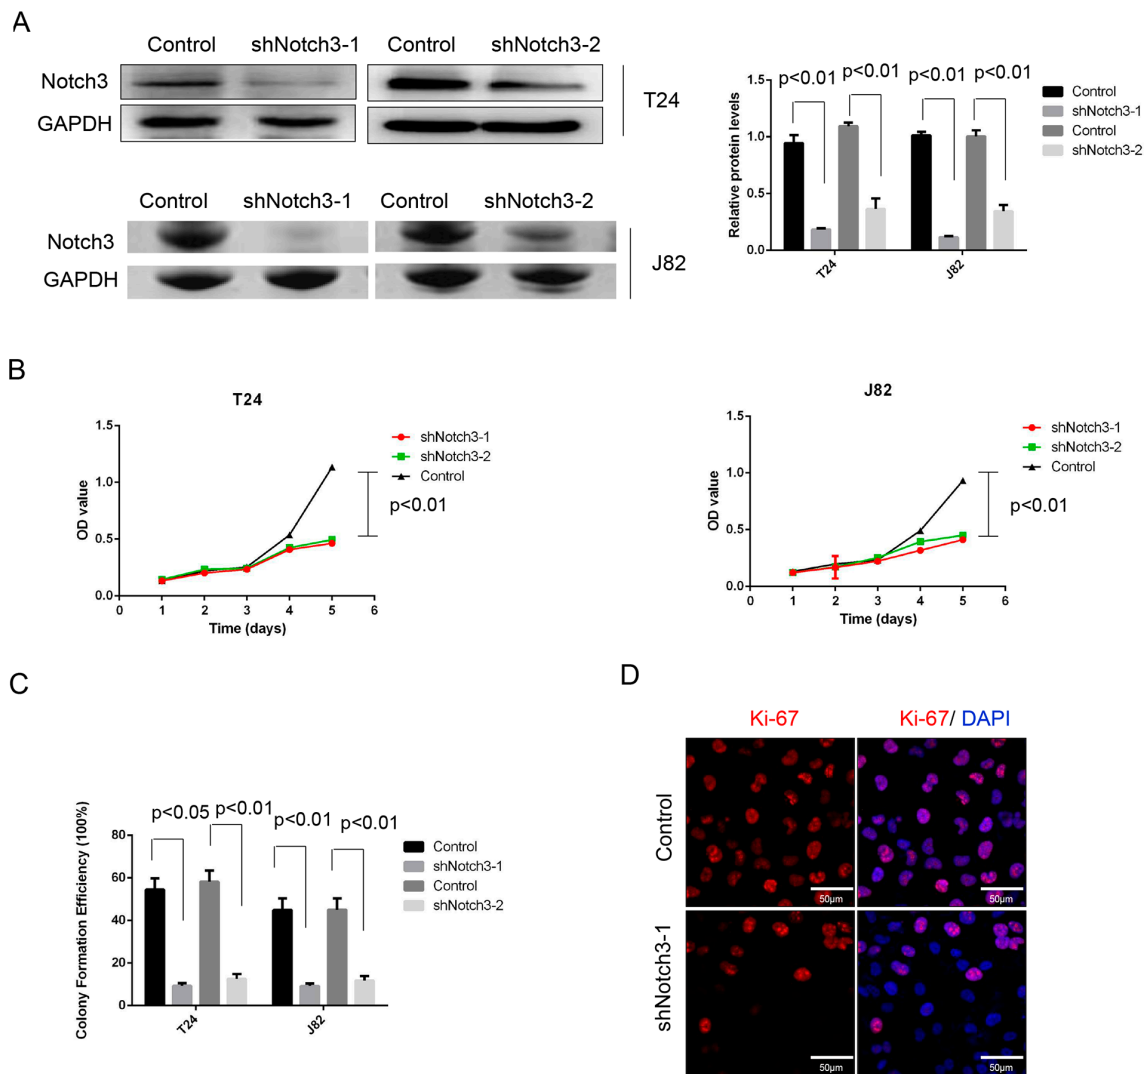 A
Control shNotch3-1 Control shNotch3-2
Notch3
GAPDH
T24
Control shNotch3-1 Control shNotch3-2
Notch3
GAPDH
J82
p<0.01 p<0.01 p<0.01 p<0.01
Control
shNotch3-1
Control
shNotch3-2
Relative protein levels
1.5
1.0
0.5
0.0
T24 J82
B
T24
OD value
1.5
1.0
0.5
0.0
0 1 2 3 4 5 6
Time (days)
shNotch3-1
shNotch3-2
Control
p<0.01
J82
OD value
1.5
1.0
0.5
0.0
0 1 2 3 4 5 6
Time (days)
shNotch3-1
shNotch3-2
Control
p<0.01
C
p<0.05 p<0.01 p<0.01 p<0.01
Colony Formation Efficiency (100%)
80
60
40
20
0
T24 J82
Control
shNotch3-1
Control
shNotch3-2
D
Ki-67 Ki-67/ DAPI
Control
50μm 50μm
shNotch3-1
50μm 50μm